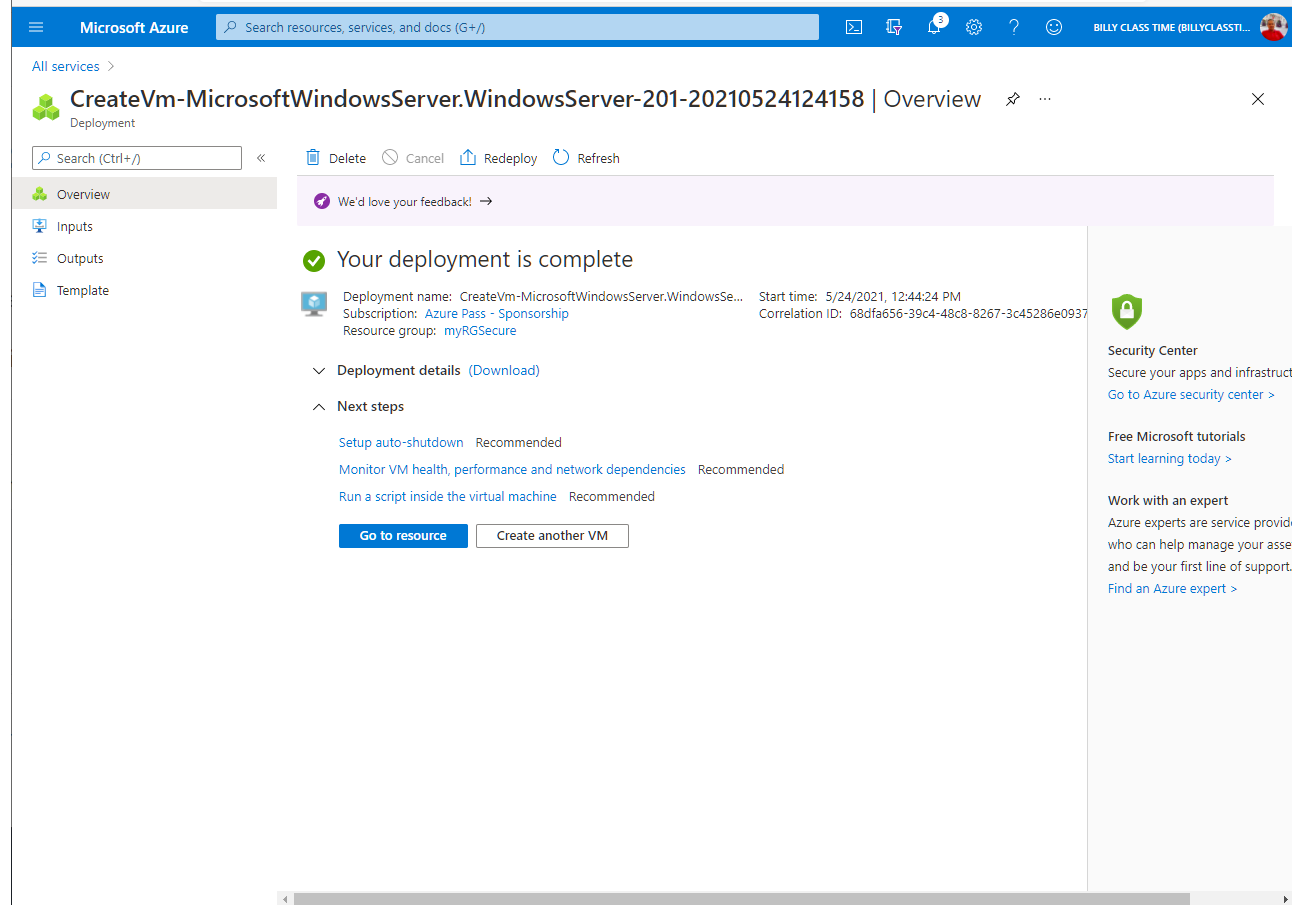 Microsoft Azure
Search resources, services, and docs (G+/)
3
BILLY CLASS TIME (BILLYCLASSTI...
All services >
CreateVm-MicrosoftWindowsServer.WindowsServer-201-20210524124158 | Overview
...
Deployment
Search (Ctrl+/)
«
Overview
Inputs
Outputs
Template
Delete
Cancel
Redeploy
Refresh
We'd love your feedback! →
Your deployment is complete
Deployment name: CreateVm-MicrosoftWindowsServer.WindowsSe...
Subscription: Azure Pass - Sponsorship
Resource group: myRGSecure
Start time: 5/24/2021, 12:44:24 PM
Correlation ID: 68dfa656-39c4-48c8-8267-3c45286e0937
Deployment details (Download)
Next steps
Setup auto-shutdown Recommended
Monitor VM health, performance and network dependencies Recommended
Run a script inside the virtual machine Recommended
Go to resource
Create another VM
Security Center
Secure your apps and infrastruct
Go to Azure security center >
Free Microsoft tutorials
Start learning today >
Work with an expert
Azure experts are service provide
who can help manage your asse
and be your first line of support.
Find an Azure expert >